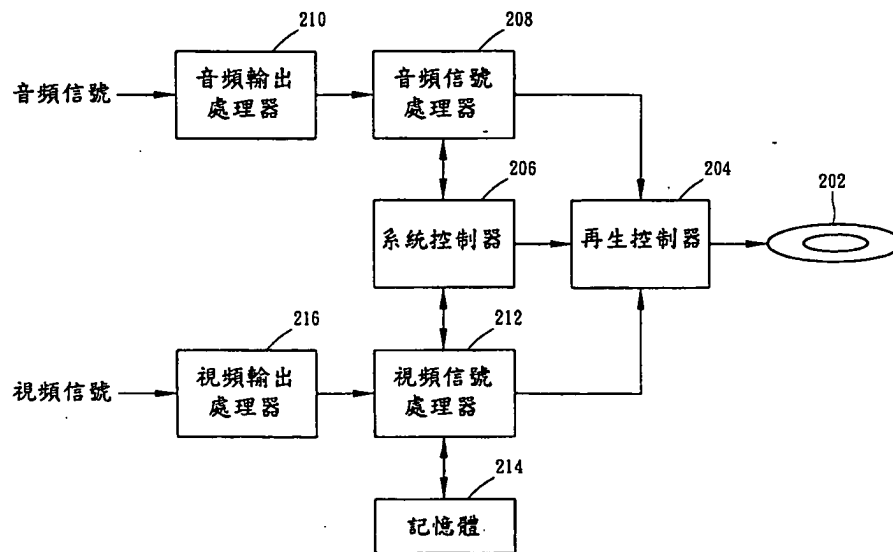 210
208
音頻信號
音頻輸出
處理器
音頻信號
處理器
206
204
202
系統控制器
再生控制器
216
212
視頻信號
視頻輸出
處理器
視頻信號
處理器
214
記憶體